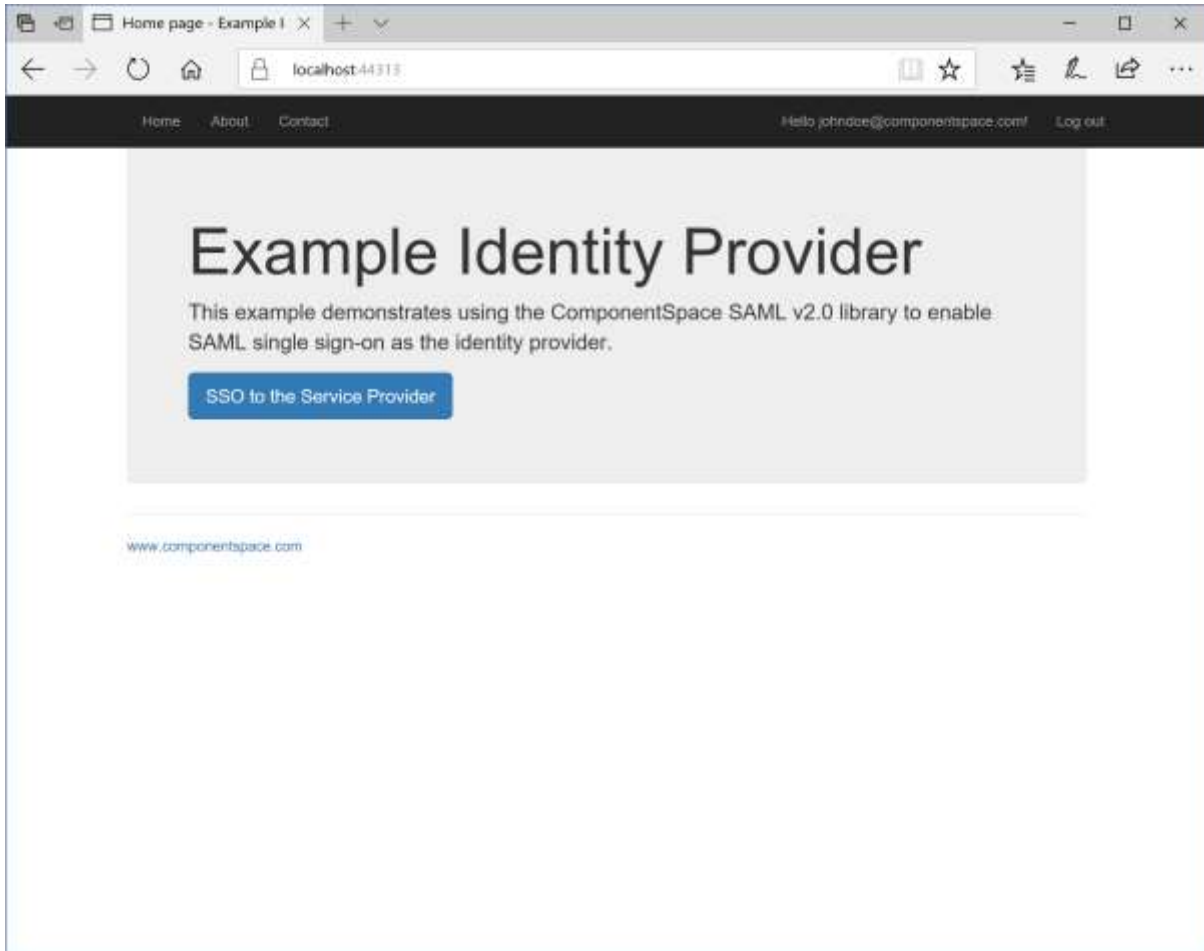 Home page - Example I
localhost:44313
Home About Contact Hello johndoe@componentspace.com! Log out
Example Identity Provider
This example demonstrates using the ComponentSpace SAML v2.0 library to enable
SAML single sign-on as the identity provider.
SSO to the Service Provider
www.componentspace.com